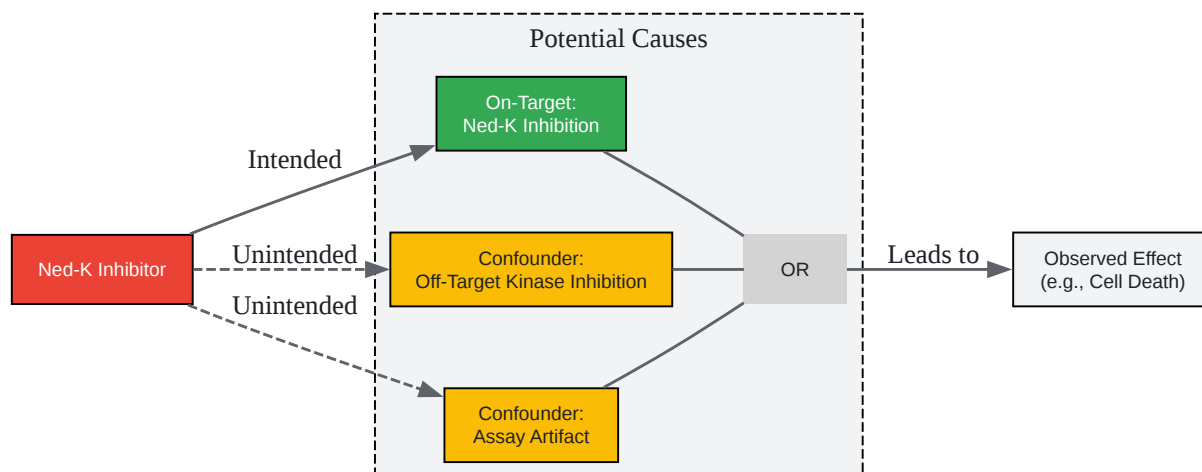 Potential Causes
On-Target:
Ned-K Inhibition
Intended
Ned-K Inhibitor
Unintended
Confounder:
Off-Target Kinase Inhibition
OR
Leads to
Observed Effect
(e.g., Cell Death)
Unintended
Confounder:
Assay Artifact